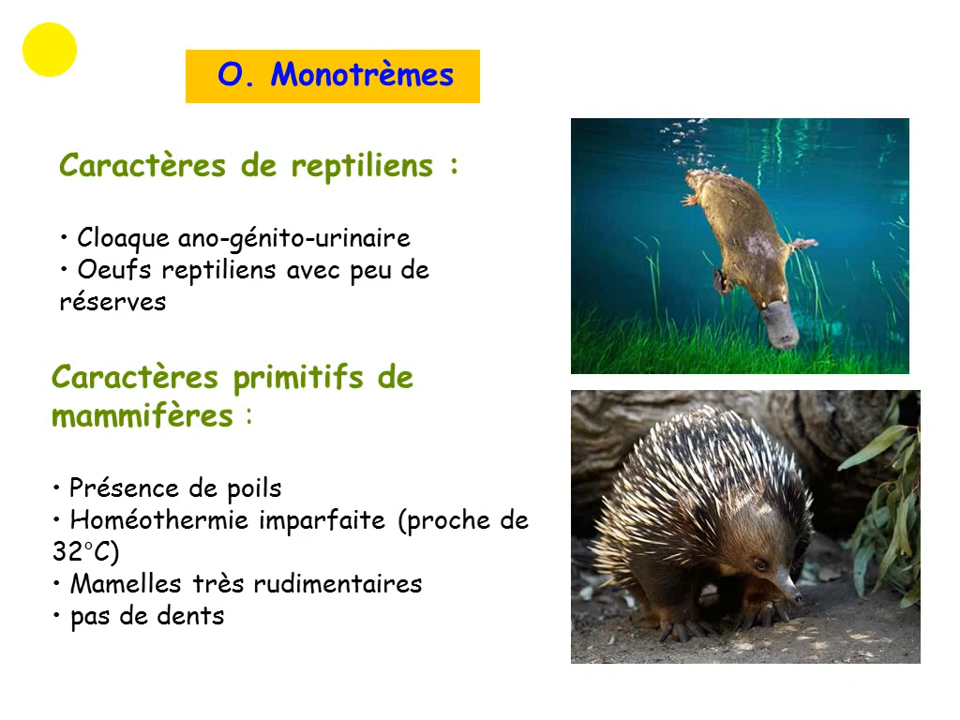 O. Monotrèmes
Caractères de reptiliens :
• Cloaque ano-génito-urinaire
• Oeufs reptiliens avec peu de
réserves
Caractères primitifs de
mammifères :
• Présence de poils
• Homéothermie imparfaite (proche de
32°C)
• Mamelles très rudimentaires
• pas de dents